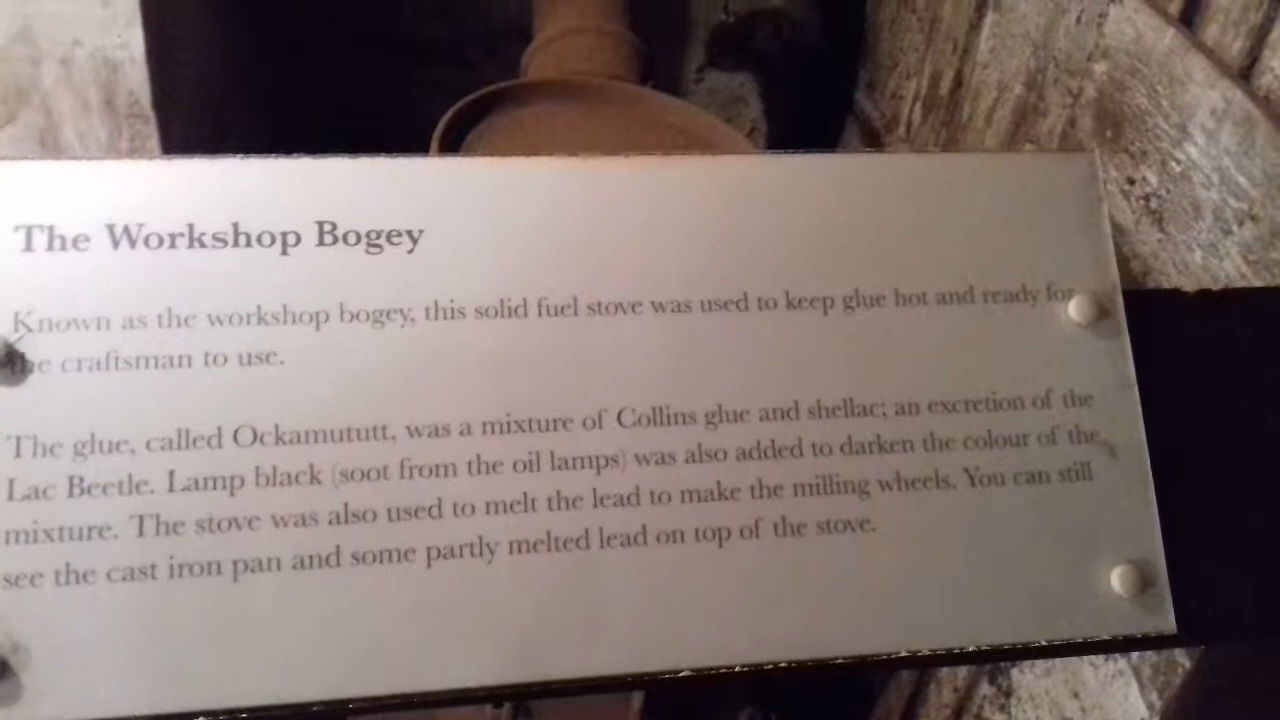 The Workshop Bogey
Known as the workshop bogey, this solid fuel stove was used to keep glue hot and ready for
the craftsman to use.
The glue, called Ockamututt, was a mixture of Collins glue and shellac; an excretion of the
Lac Beetle. Lamp black (soot from the oil lamps) was also added to darken the colour of the
mixture. The stove was also used to melt the lead to make the milling wheels. You can still
see the cast iron pan and some partly melted lead on top of the stove.